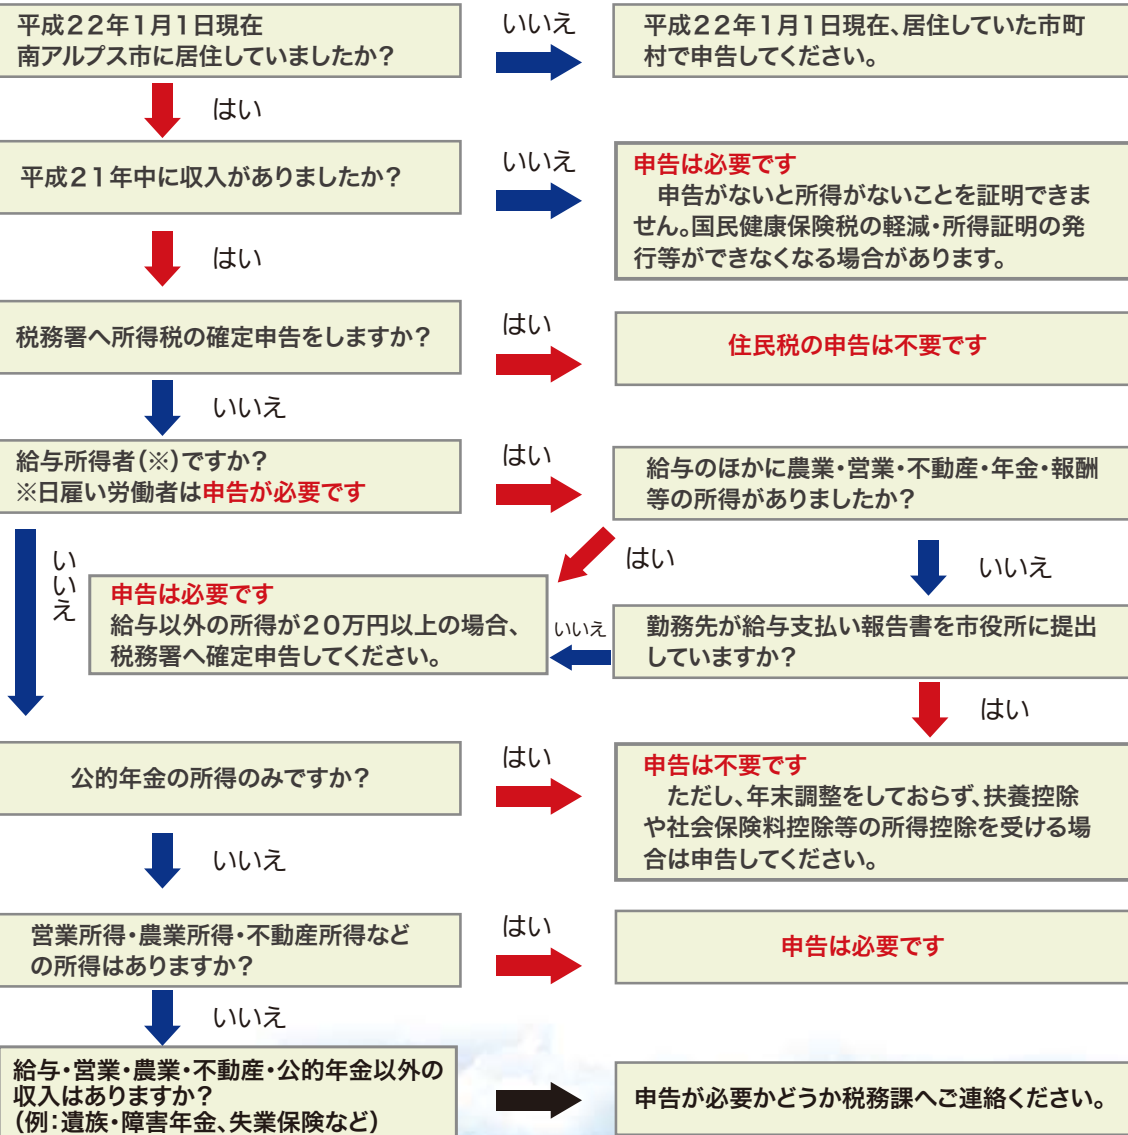 平成22年1月1日現在
南アルプス市に居住していましたか?
いいえ
平成22年1月1日現在、居住していた市町
村で申告してください。
はい
平成21年中に収入がありましたか?
いいえ
申告は必要です
申告がないと所得がないことを証明できま
せん。国民健康保険税の軽減・所得証明の発
行等ができなくなる場合があります。
はい
税務署へ所得税の確定申告をしますか?
はい
住民税の申告は不要です
いいえ
給与所得者(※)ですか?
※日雇い労働者は申告が必要です
はい
給与のほかに農業・営業・不動産・年金・報酬
等の所得がありましたか?
いいえ
はい
いいえ
申告は必要です
給与以外の所得が20万円以上の場合、
税務署へ確定申告してください。
いいえ
勤務先が給与支払い報告書を市役所に提出
していますか?
はい
公的年金の所得のみですか?
はい
申告は不要です
ただし、年末調整をしておらず、扶養控除
や社会保険料控除等の所得控除を受ける場
合は申告してください。
いいえ
営業所得・農業所得・不動産所得など
の所得はありますか?
はい
申告は必要です
いいえ
給与・営業・農業・不動産・公的年金以外の
収入はありますか?
(例:遺族・障害年金、失業保険など)
申告が必要かどうか税務課へご連絡ください。